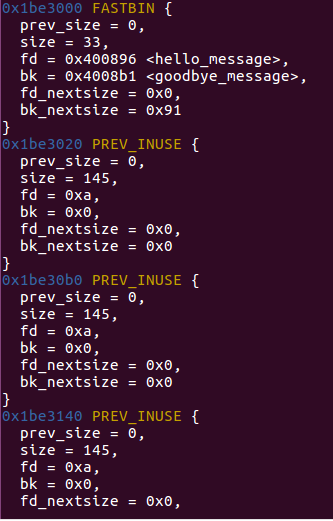 0x1be3000 FASTBIN {
  prev_size = 0,
  size = 33,
  fd = 0x400896 <hello_message>,
  bk = 0x4008b1 <goodbye_message>,
  fd_nextsize = 0x0,
  bk_nextsize = 0x91
}
0x1be3020 PREV_INUSE {
  prev_size = 0,
  size = 145,
  fd = 0xa,
  bk = 0x0,
  fd_nextsize = 0x0,
  bk_nextsize = 0x0
}
0x1be30b0 PREV_INUSE {
  prev_size = 0,
  size = 145,
  fd = 0xa,
  bk = 0x0,
  fd_nextsize = 0x0,
  bk_nextsize = 0x0
}
0x1be3140 PREV_INUSE {
  prev_size = 0,
  size = 145,
  fd = 0xa,
  bk = 0x0,
  fd_nextsize = 0x0,